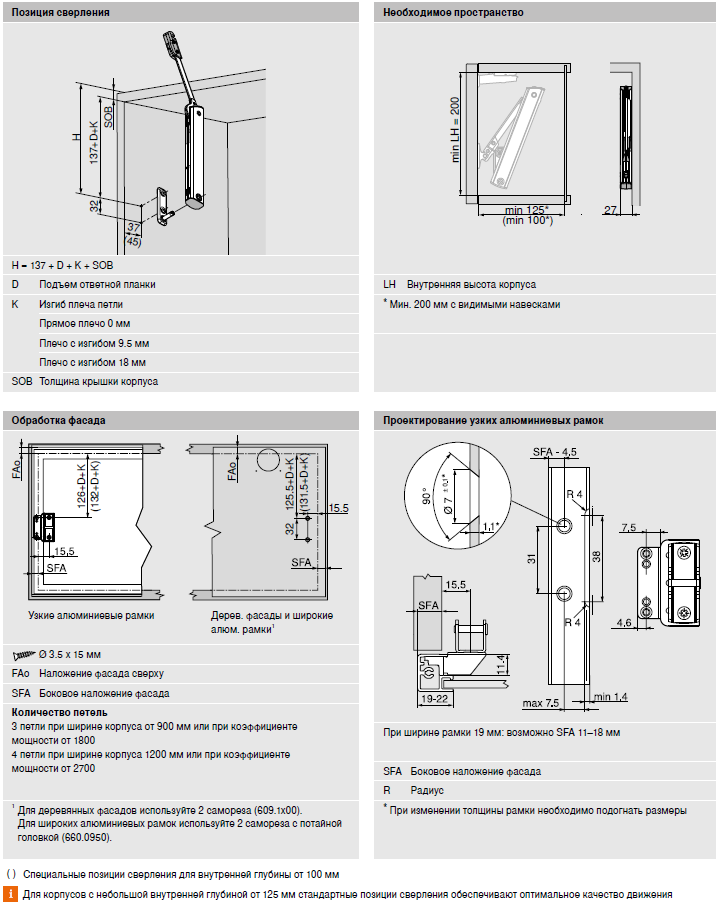 Позиция сверления
SOB
H
137+D+K
32
37
(45)
H = 137 + D + K + SOB
D Подъем ответной планки
K Изгиб плеча петли
Прямое плечо 0 мм
Плечо с изгибом 9.5 мм
Плечо с изгибом 18 мм
SOB Толщина крышки корпуса
Необходимое пространство
min LH = 200
min 125*
(min 100*)
27
LH Внутренняя высота корпуса
* Мин. 200 мм с видимыми навесками
Обработка фасада
FAo
126+D+K
(132+D+K)
15,5
SFA
Узкие алюминиевые рамки
FAo
125.5+D+K
(131.5+D+K)
15.5
32
SFA
Дерев. фасады и широкие
алюм. рамки¹
Ø 3.5 x 15 мм
FAo Наложение фасада сверху
SFA Боковое наложение фасада
Количество петель
3 петли при ширине корпуса от 900 мм или при коэффициенте
мощности от 1800
4 петли при ширине корпуса 1200 мм или при коэффициенте
мощности от 2700
¹ Для деревянных фасадов используйте 2 самореза (609.1x00).
Для широких алюминиевых рамок используйте 2 самореза с потайной
головкой (660.0950).
Проектирование узких алюминиевых рамок
SFA - 4,5
90°
Ø 7 ± 0,1*
1,1*
R 4
31
38
R 4
7,5
4,6
15,5
SFA
11.4
19-22
max 7,5
min 1,4
При ширине рамки 19 мм: возможно SFA 11–18 мм
SFA Боковое наложение фасада
R Радиус
* При изменении толщины рамки необходимо подогнать размеры
( ) Специальные позиции сверления для внутренней глубины от 100 мм
i Для корпусов с небольшой внутренней глубиной от 125 мм стандартные позиции сверления обеспечивают оптимальное качество движения